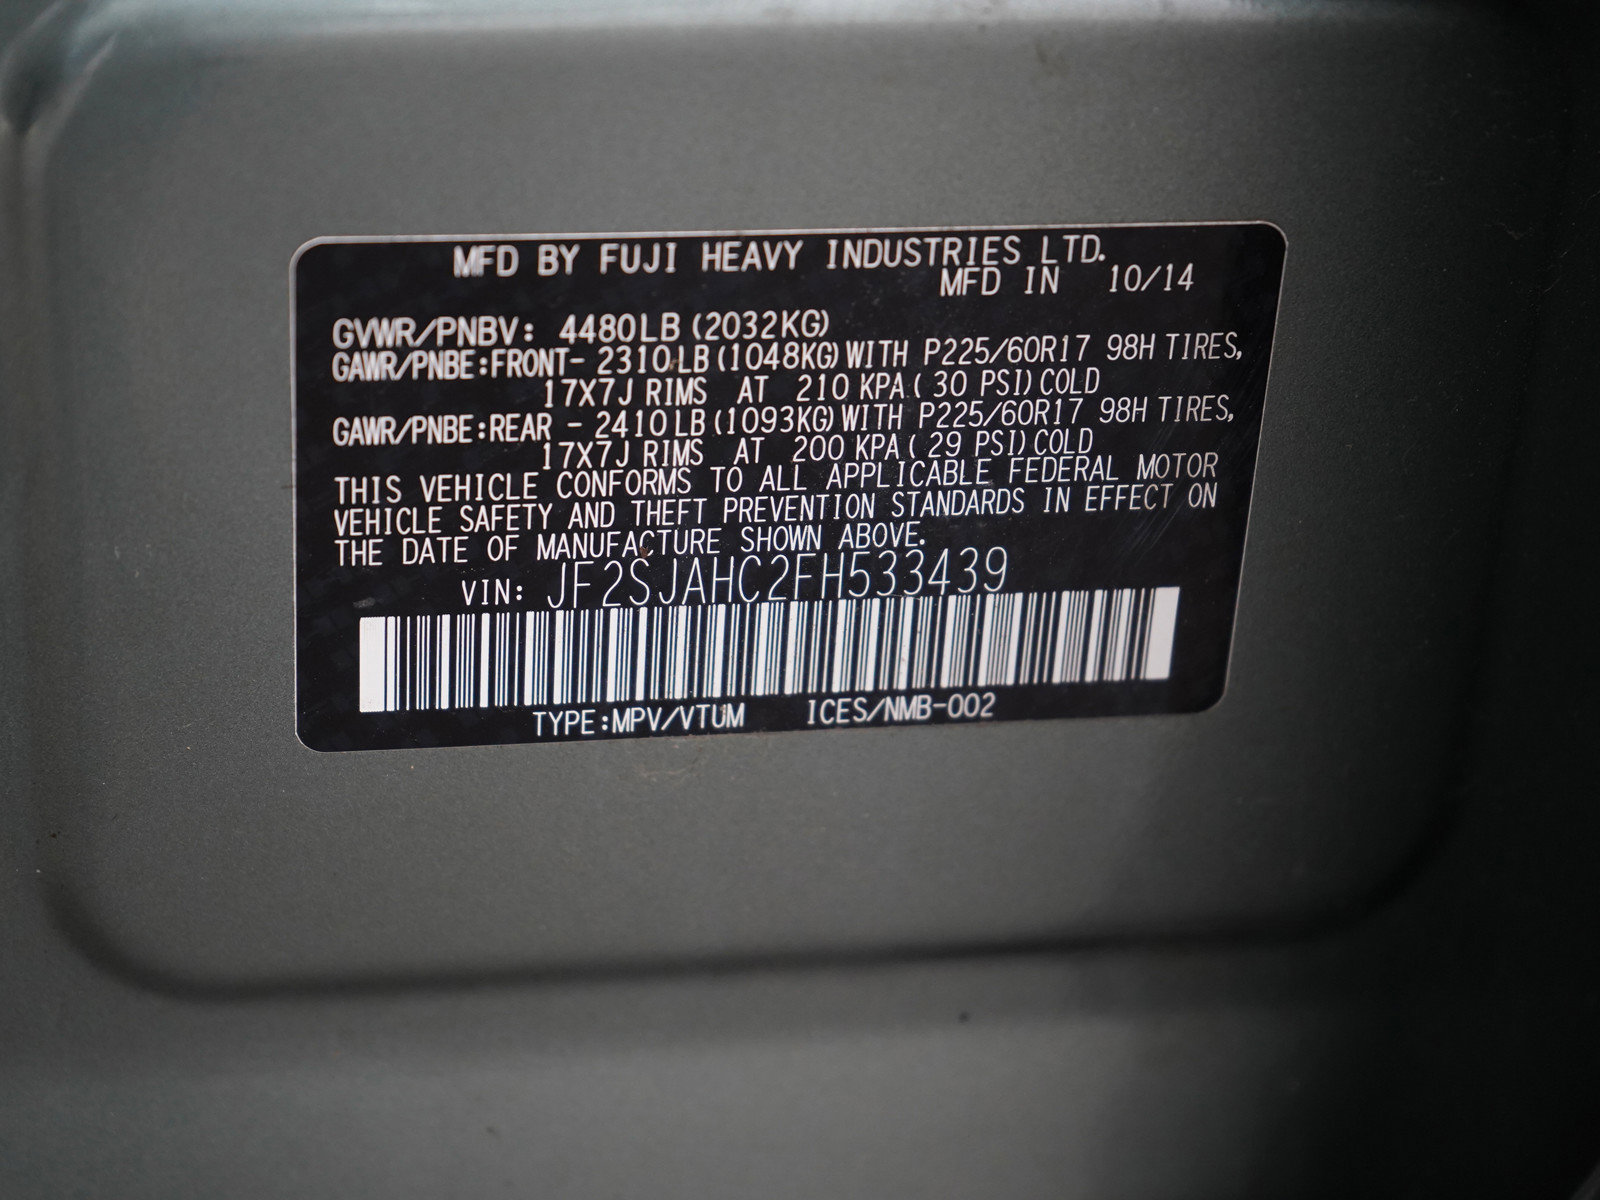 MFD BY FUJI HEAVY INDUSTRIES LTD.
MFD IN 10/14
GVWR/PNBV: 4480LB (2032KG)
GAWR/PNBE:FRONT- 2310LB (1048KG) WITH P225/60R17 98H TIRES,
17X7J RIMS AT 210 KPA ( 30 PSI) COLD
GAWR/PNBE:REAR - 2410LB (1093KG) WITH P225/60R17 98H TIRES,
17X7J RIMS AT 200 KPA ( 29 PSI) COLD
THIS VEHICLE CONFORMS TO ALL APPLICABLE FEDERAL MOTOR
VEHICLE SAFETY AND THEFT PREVENTION STANDARDS IN EFFECT ON
THE DATE OF MANUFACTURE SHOWN ABOVE.
VIN: JF2SJAHC2FH533439
TYPE:MPV/VTUM ICES/NMB-002